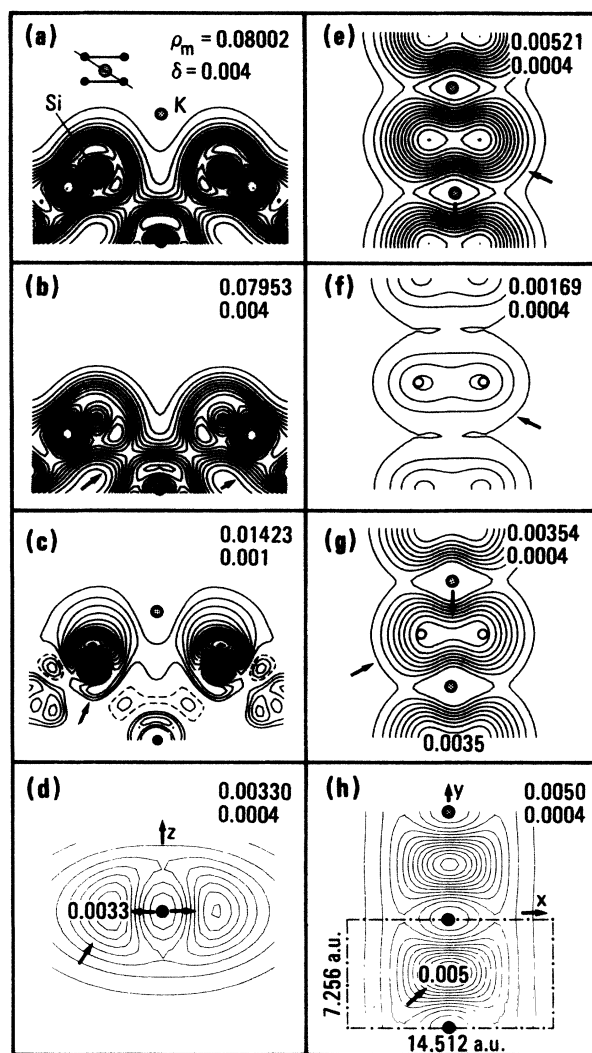 (a)
ρm = 0.08002
δ = 0.004
Si
K
(b)
0.07953
0.004
(c)
0.01423
0.001
(d)
0.00330
0.0004
z
0.0033
(e)
0.00521
0.0004
(f)
0.00169
0.0004
(g)
0.00354
0.0004
0.0035
(h)
0.0050
0.0004
y
x
0.005
7.256 a.u.
14.512 a.u.